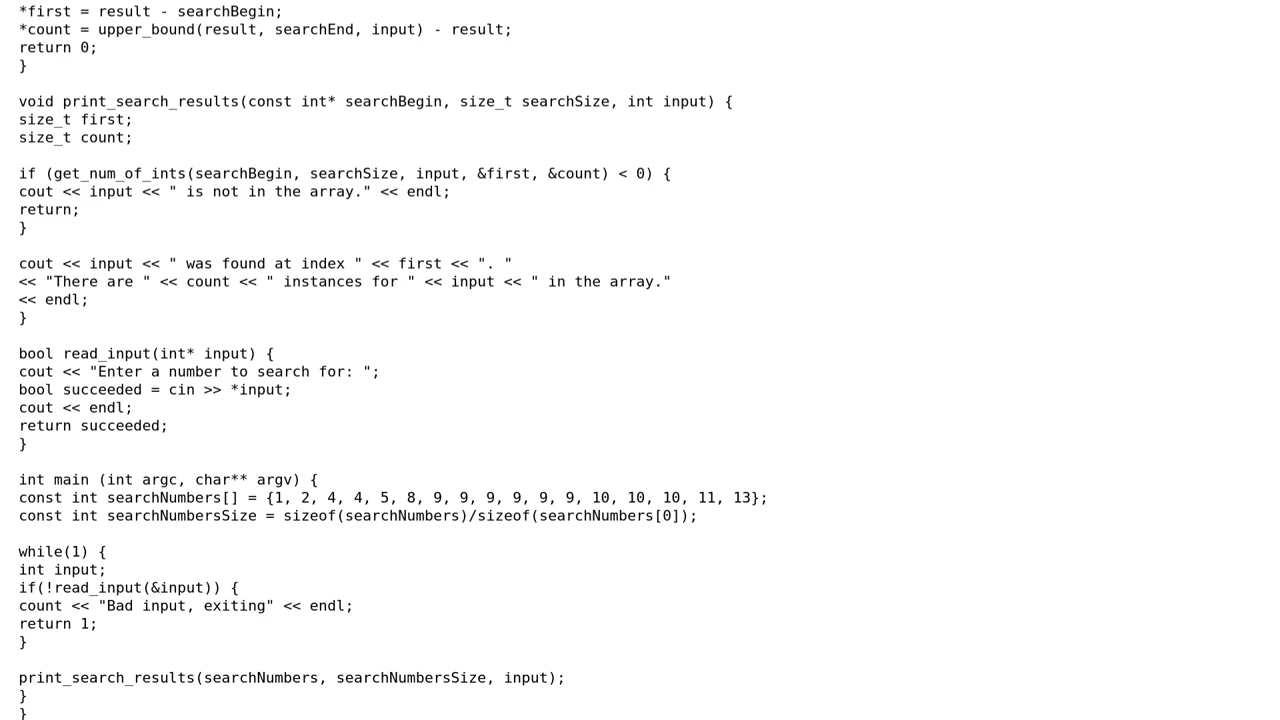 *first = result - searchBegin;
*count = upper_bound(result, searchEnd, input) - result;
return 0;
}
void print_search_results(const int* searchBegin, size_t searchSize, int input) {
size_t first;
size_t count;
if (get_num_of_ints(searchBegin, searchSize, input, &first, &count) < 0) {
cout << input << " is not in the array." << endl;
return;
}
cout << input << " was found at index " << first << ". "
<< "There are " << count << " instances for " << input << " in the array."
<< endl;
}
bool read_input(int* input) {
cout << "Enter a number to search for: ";
bool succeeded = cin >> *input;
cout << endl;
return succeeded;
}
int main (int argc, char** argv) {
const int searchNumbers[] = {1, 2, 4, 4, 5, 8, 9, 9, 9, 9, 9, 9, 10, 10, 10, 11, 13};
const int searchNumbersSize = sizeof(searchNumbers)/sizeof(searchNumbers[0]);
while(1) {
int input;
if(!read_input(&input)) {
count << "Bad input, exiting" << endl;
return 1;
}
print_search_results(searchNumbers, searchNumbersSize, input);
}
}